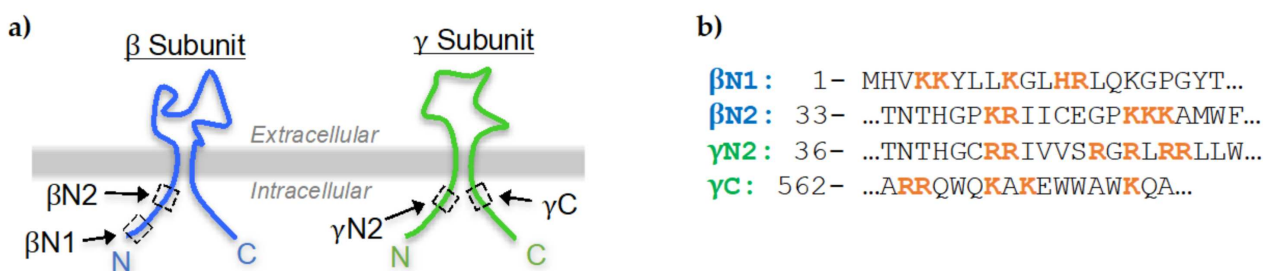 a)
β Subunit
γ Subunit
Extracellular
Intracellular
βN2
βN1
N
C
γN2
γC
N
C
b)
βN1: 1- MHVKKYLLKGLHRLQKGPGYT...
βN2: 33- ...TNTHGPKRIICEGPKKKAMWF...
γN2: 36- ...TNTHGCRRIVVSRGRLRRLLW...
γC: 562- ...ARRQWQKAKEWWAWKQA...